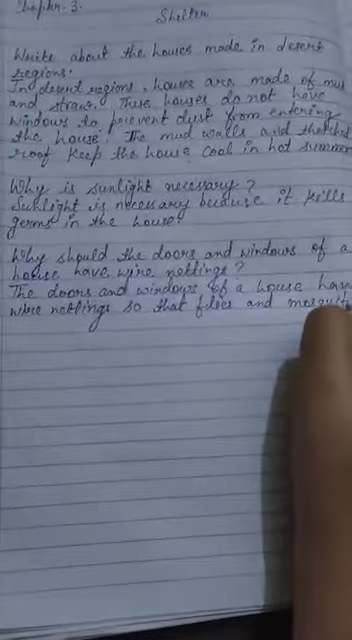 Chapter. 3.
Shelter
Write about the houses made in desert
regions.
In desert regions, houses are made of mud
and straw. These houses do not have
windows to prevent dust from entering
the house. The mud walls and thatched
roof keep the house cool in hot summer
Why is sunlight necessary?
Sunlight is necessary because it kills
germs in the house.
Why should the doors and windows of a
house have wire nettings?
The doors and windows of a house have
wire nettings so that flies and mosquito